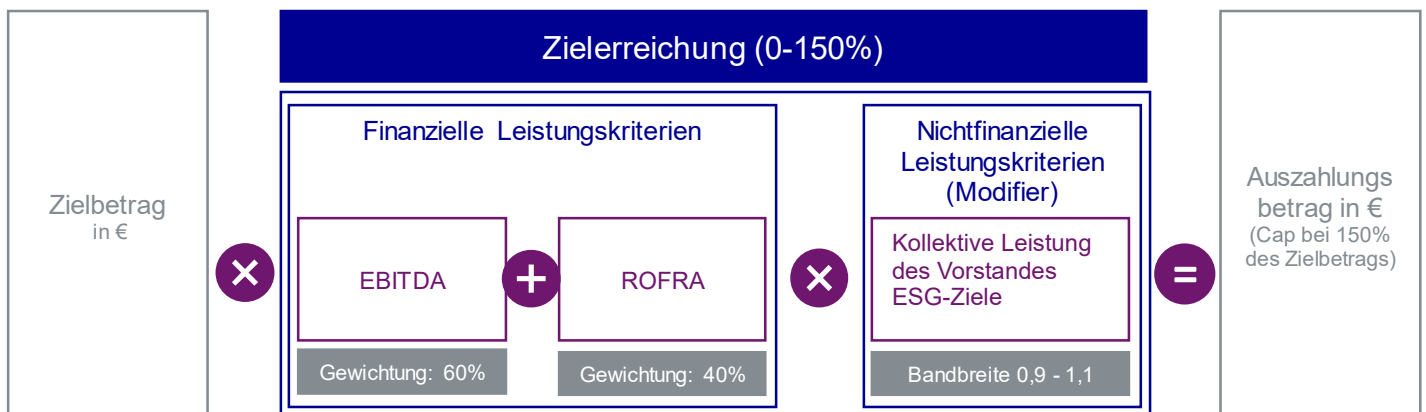 Zielerreichung (0-150%)
Zielbetrag
in €
Finanzielle Leistungskriterien
EBITDA
ROFRA
Gewichtung: 60%
Gewichtung: 40%
Nichtfinanzielle
Leistungskriterien
(Modifier)
Kollektive Leistung
des Vorstandes
ESG-Ziele
Bandbreite 0,9 - 1,1
Auszahlungs
betrag in €
(Cap bei 150%
des Zielbetrags)